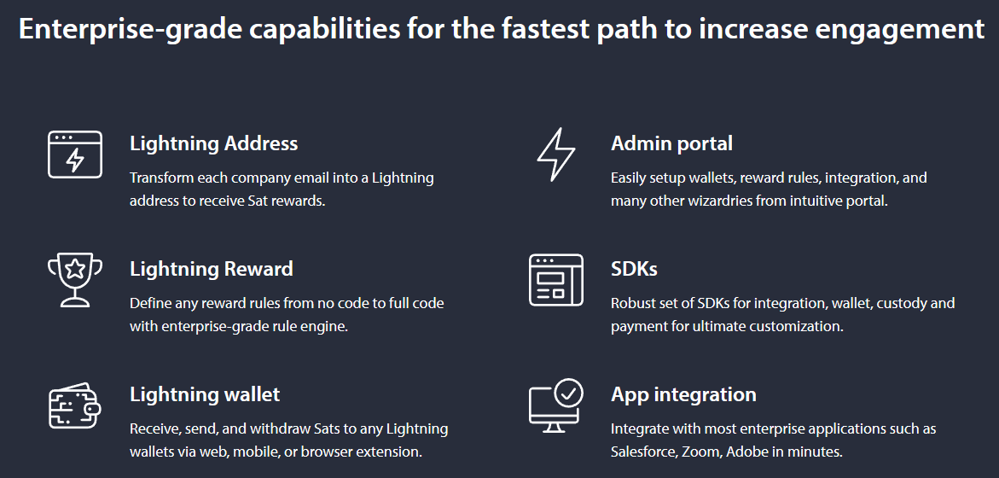 Enterprise-grade capabilities for the fastest path to increase engagement
Lightning Address
Transform each company email into a Lightning
address to receive Sat rewards.
Admin portal
Easily setup wallets, reward rules, integration, and
many other wizardries from intuitive portal.
Lightning Reward
Define any reward rules from no code to full code
with enterprise-grade rule engine.
SDKs
Robust set of SDKs for integration, wallet, custody and
payment for ultimate customization.
Lightning wallet
Receive, send, and withdraw Sats to any Lightning
wallets via web, mobile, or browser extension.
App integration
Integrate with most enterprise applications such as
Salesforce, Zoom, Adobe in minutes.